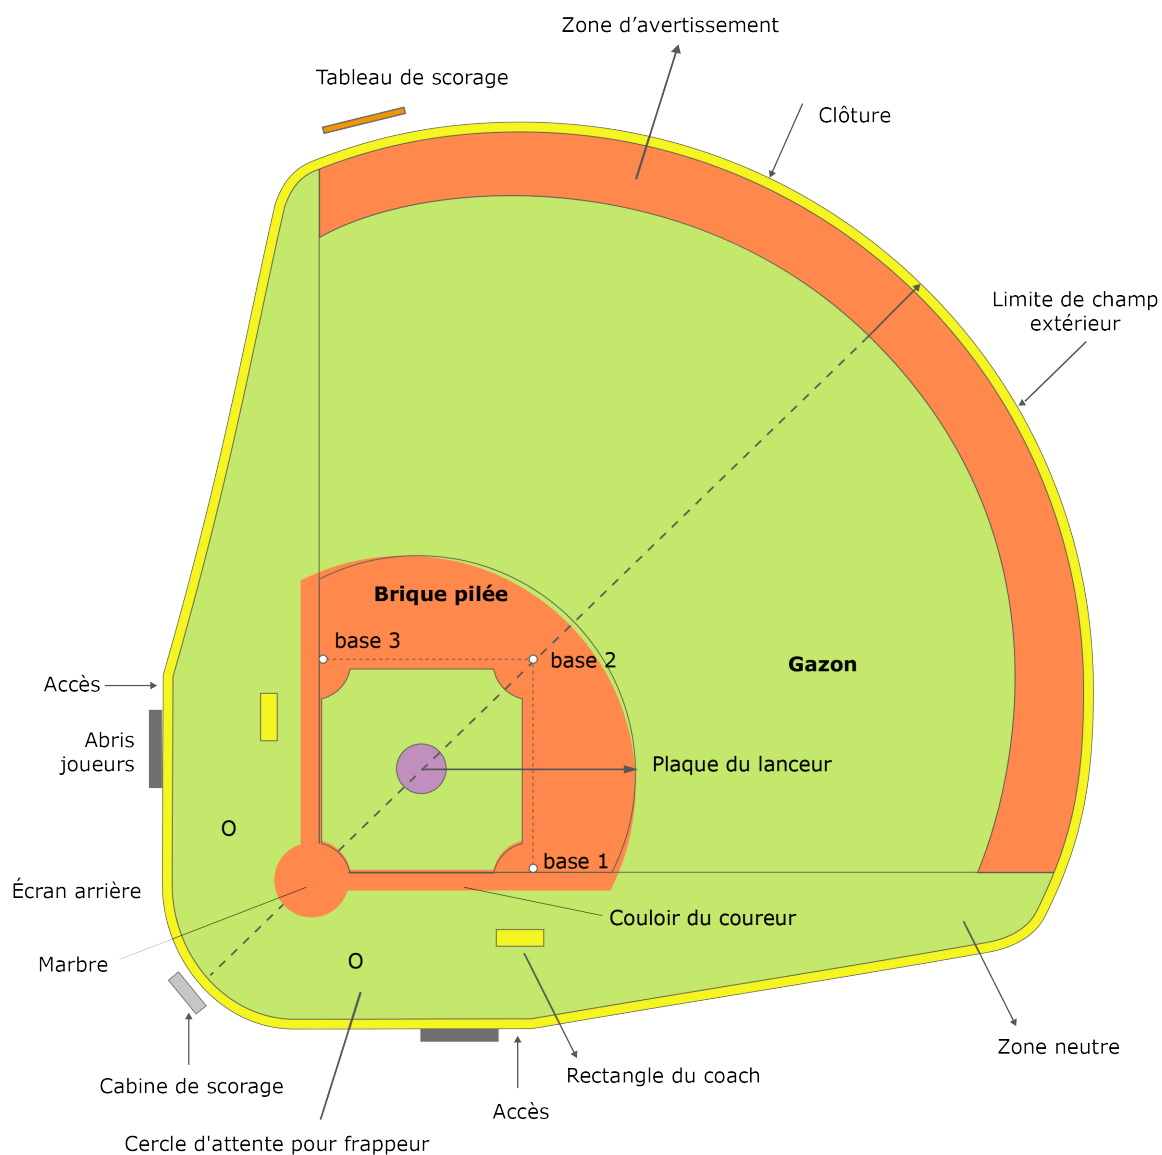 Zone d’avertissement
Tableau de scorage
Clôture
Limite de champ
extérieur
Brique pilée
base 3
base 2
Gazon
Accès
Abris
joueurs
Plaque du lanceur
O
base 1
Écran arrière
Couloir du coureur
Marbre
O
Zone neutre
Rectangle du coach
Cabine de scorage
Accès
Cercle d'attente pour frappeur